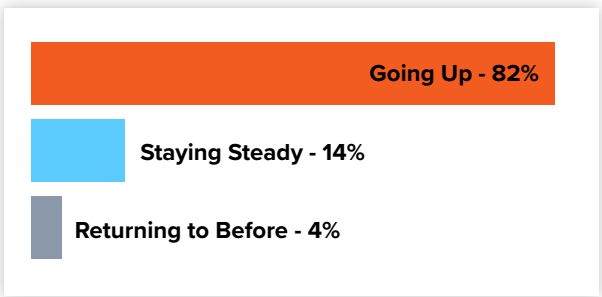 Going Up - 82%
Staying Steady - 14%
Returning to Before - 4%